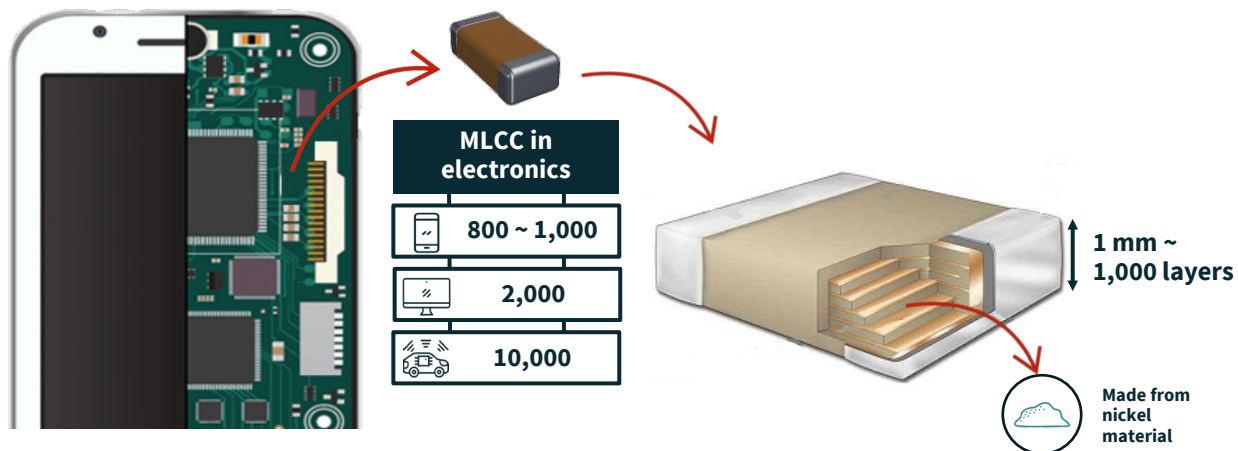 MLCC in
electronics
800 ~ 1,000
2,000
10,000
1 mm ~
1,000 layers
Made from
nickel
material